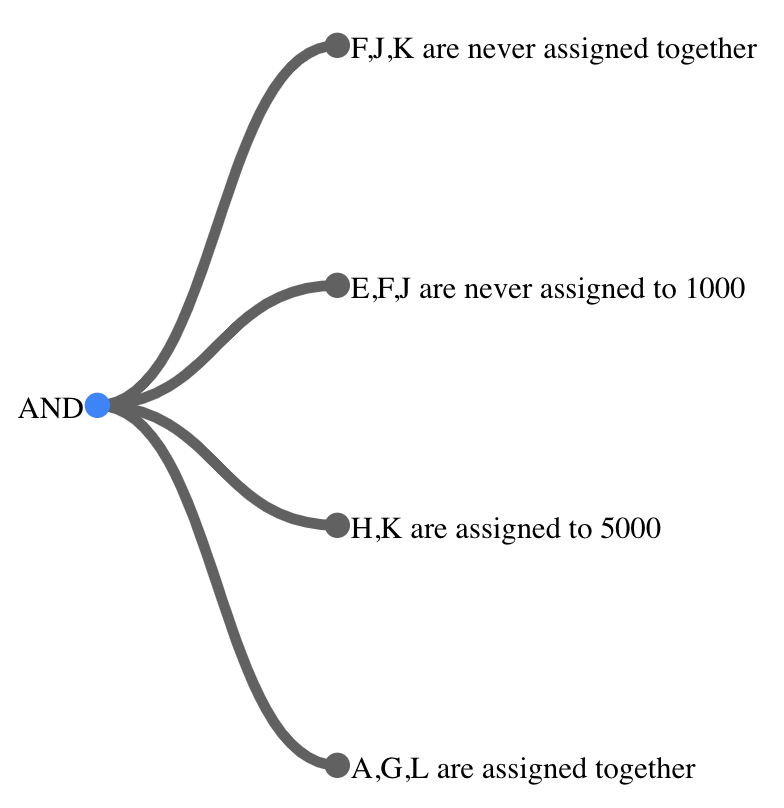 F,J,K are never assigned together
E,F,J are never assigned to 1000
AND
H,K are assigned to 5000
A,G,L are assigned together